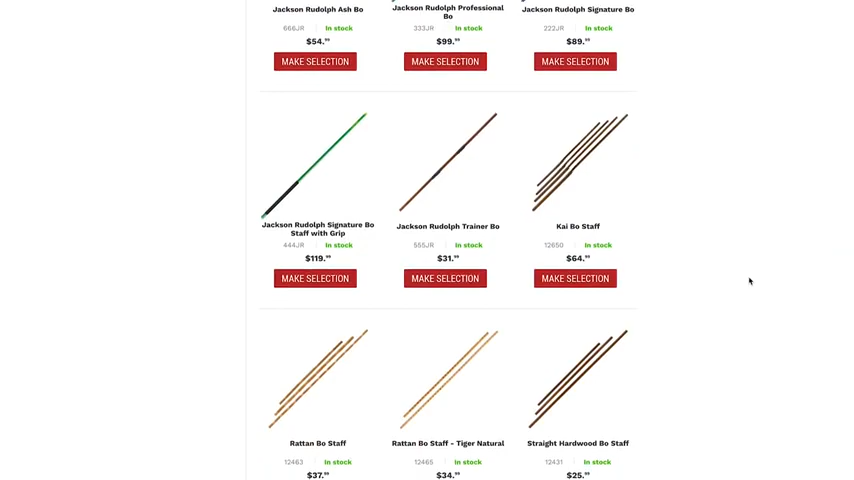 Jackson Rudolph Ash Bo
666JR In stock
$54.99
MAKE SELECTION
Jackson Rudolph Professional
Bo
333JR In stock
$99.99
MAKE SELECTION
Jackson Rudolph Signature Bo
222JR In stock
$89.99
MAKE SELECTION
Jackson Rudolph Signature Bo
Staff with Grip
444JR In stock
$119.99
MAKE SELECTION
Jackson Rudolph Trainer Bo
555JR In stock
$31.99
MAKE SELECTION
Kai Bo Staff
12650 In stock
$64.99
MAKE SELECTION
Rattan Bo Staff
12463 In stock
$37.99
Rattan Bo Staff - Tiger Natural
12465 In stock
$34.99
Straight Hardwood Bo Staff
12431 In stock
$25.99